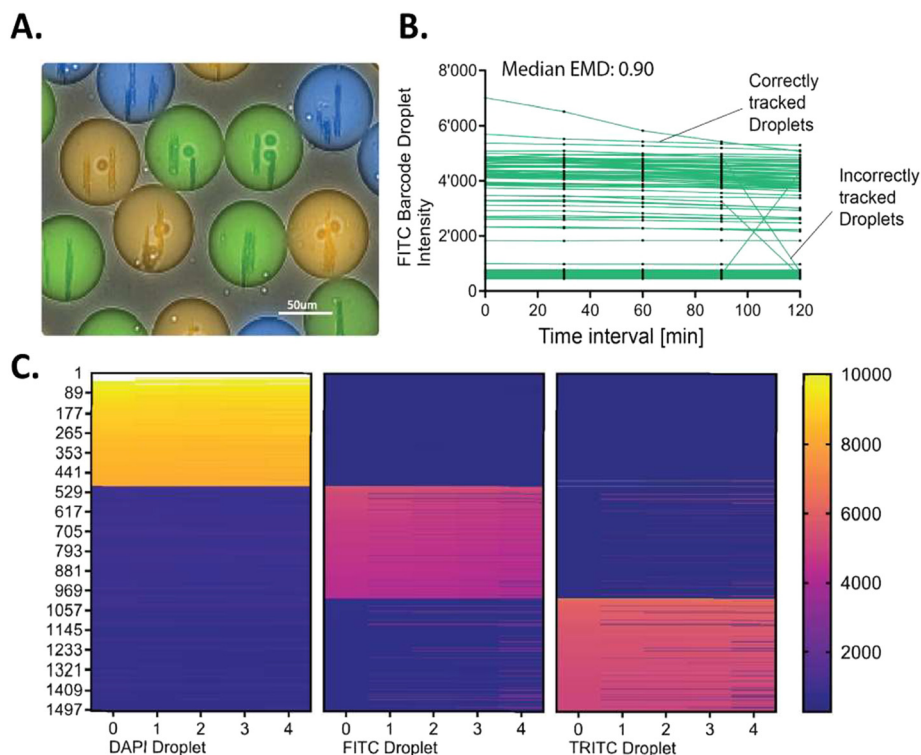 A.
50um
B.
Median EMD: 0.90
Correctly
tracked
Droplets
Incorrectly
tracked
Droplets
FITC Barcode Droplet
Intensity
8'000
6'000
4'000
2'000
0
0 20 40 60 80 100 120
Time interval [min]
C.
1
89
177
265
353
441
529
617
705
793
881
969
1057
1145
1233
1321
1409
1497
0 1 2 3 4
DAPI Droplet
0 1 2 3 4
FITC Droplet
0 1 2 3 4
TRITC Droplet
10000
8000
6000
4000
2000